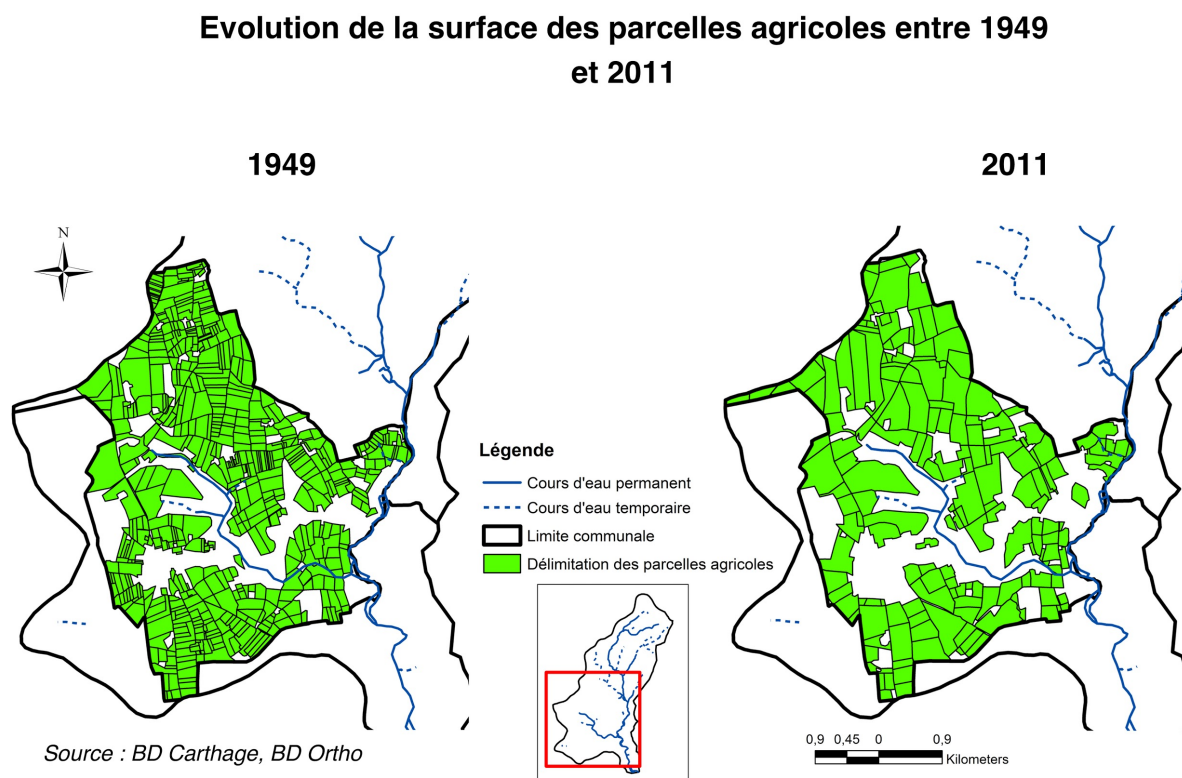 Evolution de la surface des parcelles agricoles entre 1949
et 2011
1949
2011
N
Légende
Cours d'eau permanent
Cours d'eau temporaire
Limite communale
Délimitation des parcelles agricoles
Source : BD Carthage, BD Ortho
0,9 0,45 0 0,9
Kilometers